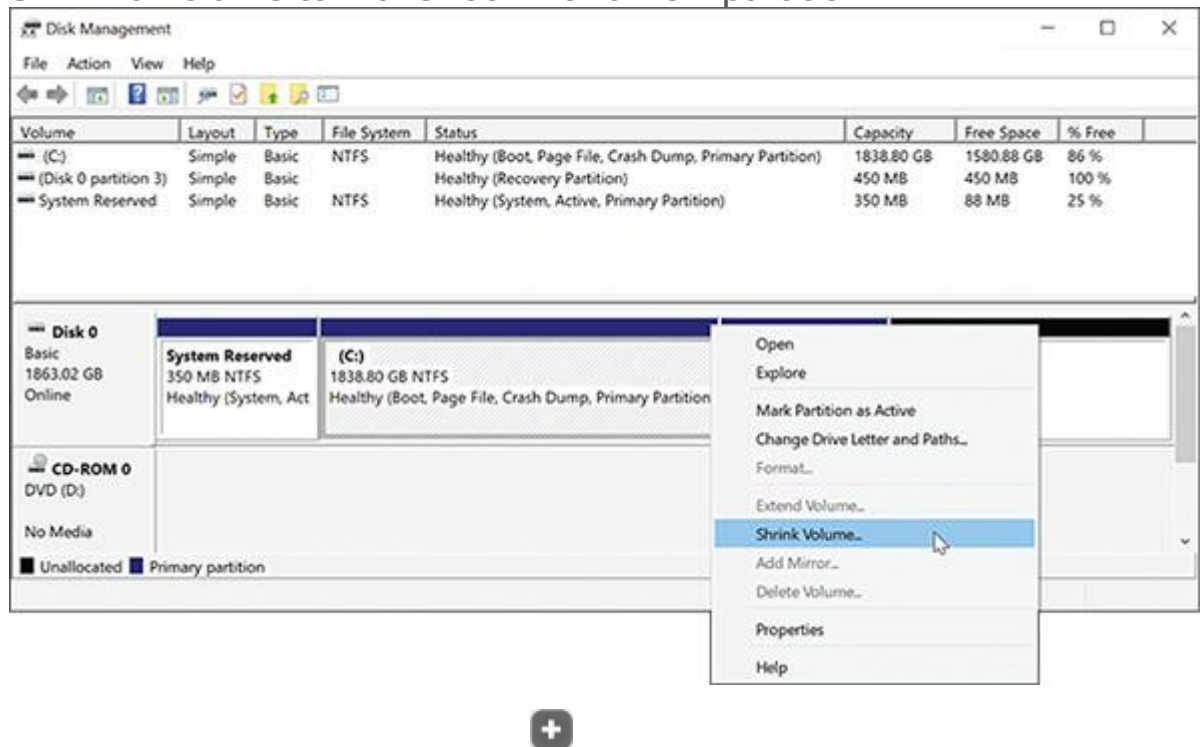 Disk Management
File Action View Help
Volume Layout Type File System Status Capacity Free Space % Free
(C:) Simple Basic NTFS Healthy (Boot, Page File, Crash Dump, Primary Partition) 1838.80 GB 1580.88 GB 86 %
(Disk 0 partition 3) Simple Basic Healthy (Recovery Partition) 450 MB 450 MB 100 %
System Reserved Simple Basic NTFS Healthy (System, Active, Primary Partition) 350 MB 88 MB 25 %
Disk 0
Basic
1863.02 GB
Online
System Reserved
350 MB NTFS
Healthy (System, Act
(C:)
1838.80 GB NTFS
Healthy (Boot, Page File, Crash Dump, Primary Partition
CD-ROM 0
DVD (D:)
No Media
Unallocated Primary partition
Open
Explore
Mark Partition as Active
Change Drive Letter and Paths...
Format...
Extend Volume...
Shrink Volume...
Add Mirror...
Delete Volume...
Properties
Help